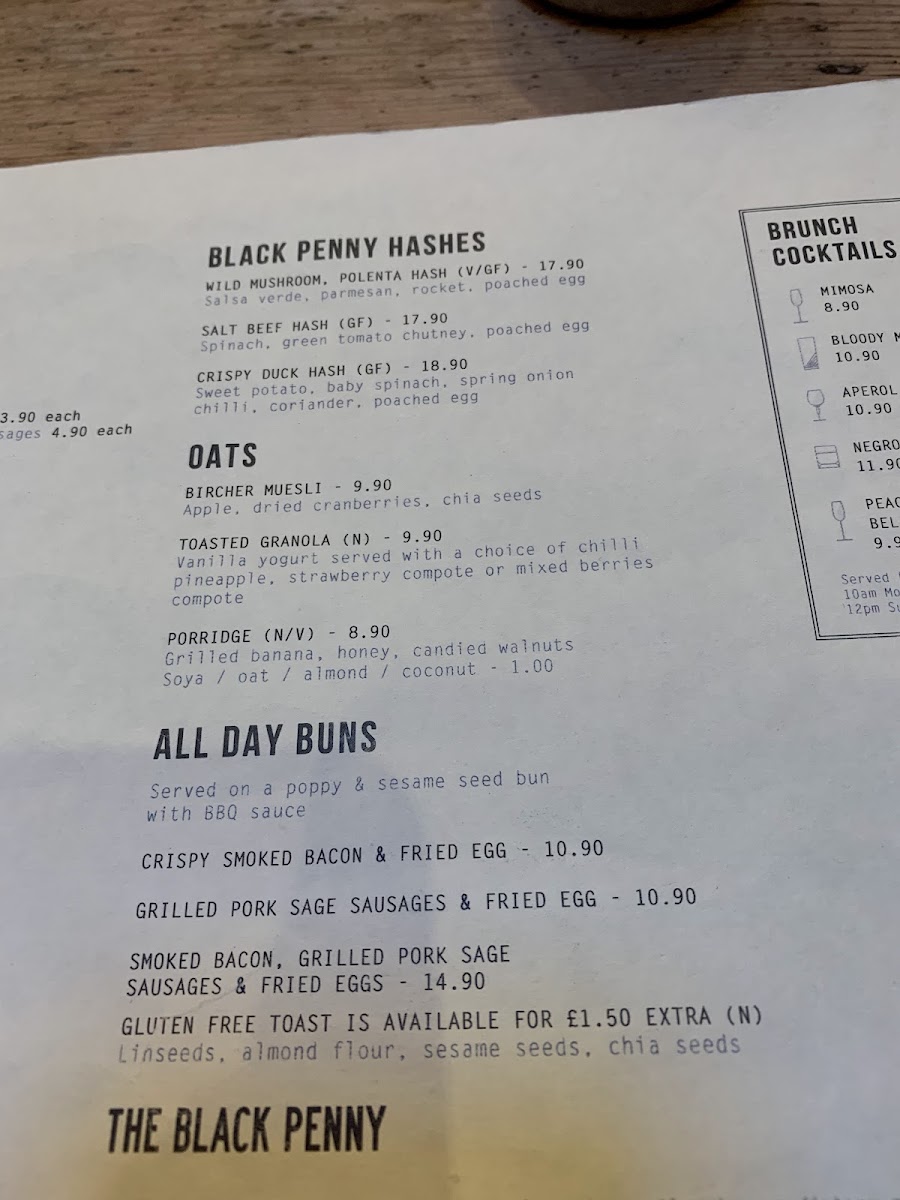 3.90 each
4.90 each
BLACK PENNY HASHES
WILD MUSHROOM, POLENTA HASH (V/GF) - 17.90
Salsa verde, parmesan, rocket, poached egg
SALT BEEF HASH (GF) - 17.90
Spinach, green tomato chutney, poached egg
CRISPY DUCK HASH (GF) - 18.90
Sweet potato, baby spinach, spring onion
chilli, coriander, poached egg
OATS
BIRCHER MUESLI - 9.90
Apple, dried cranberries, chia seeds
TOASTED GRANOLA (N) - 9.90
Vanilla yogurt served with a choice of chilli
pineapple, strawberry compote or mixed berries
compote
PORRIDGE (N/V) - 8.90
Grilled banana, honey, candied walnuts
Soya / oat / almond / coconut - 1.00
ALL DAY BUNS
Served on a poppy & sesame seed bun
with BBQ sauce
CRISPY SMOKED BACON & FRIED EGG - 10.90
GRILLED PORK SAGE SAUSAGES & FRIED EGG - 10.90
SMOKED BACON, GRILLED PORK SAGE
SAUSAGES & FRIED EGGS - 14.90
GLUTEN FREE TOAST IS AVAILABLE FOR £1.50 EXTRA (N)
Linseeds, almond flour, sesame seeds, chia seeds
THE BLACK PENNY
BRUNCH
COCKTAILS
MIMOSA
8.90
BLOODY
10.90
APEROL
10.90
11.90
Served
10am
12pm